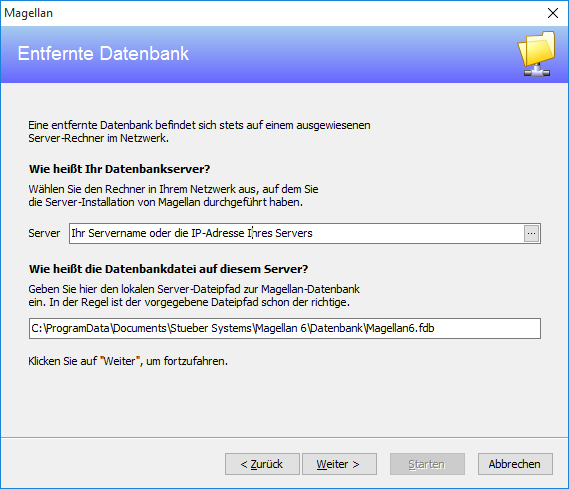 Magellan
Entfernte Datenbank
Eine entfernte Datenbank befindet sich stets auf einem ausgewiesenen
Server-Rechner im Netzwerk.
Wie heißt Ihr Datenbankserver?
Wählen Sie den Rechner in Ihrem Netzwerk aus, auf dem Sie
die Server-Installation von Magellan durchgeführt haben.
Server Ihr Servername oder die IP-Adresse Ihres Servers ...
Wie heißt die Datenbankdatei auf diesem Server?
Geben Sie hier den lokalen Server-Dateipfad zur Magellan-Datenbank
ein. In der Regel ist der vorgegebene Dateipfad schon der richtige.
C:\ProgramData\Documents\Stueber Systems\Magellan 6\Datenbank\Magellan6.fdb
Klicken Sie auf "Weiter", um fortzufahren.
< Zurück Weiter > Starten Abbrechen